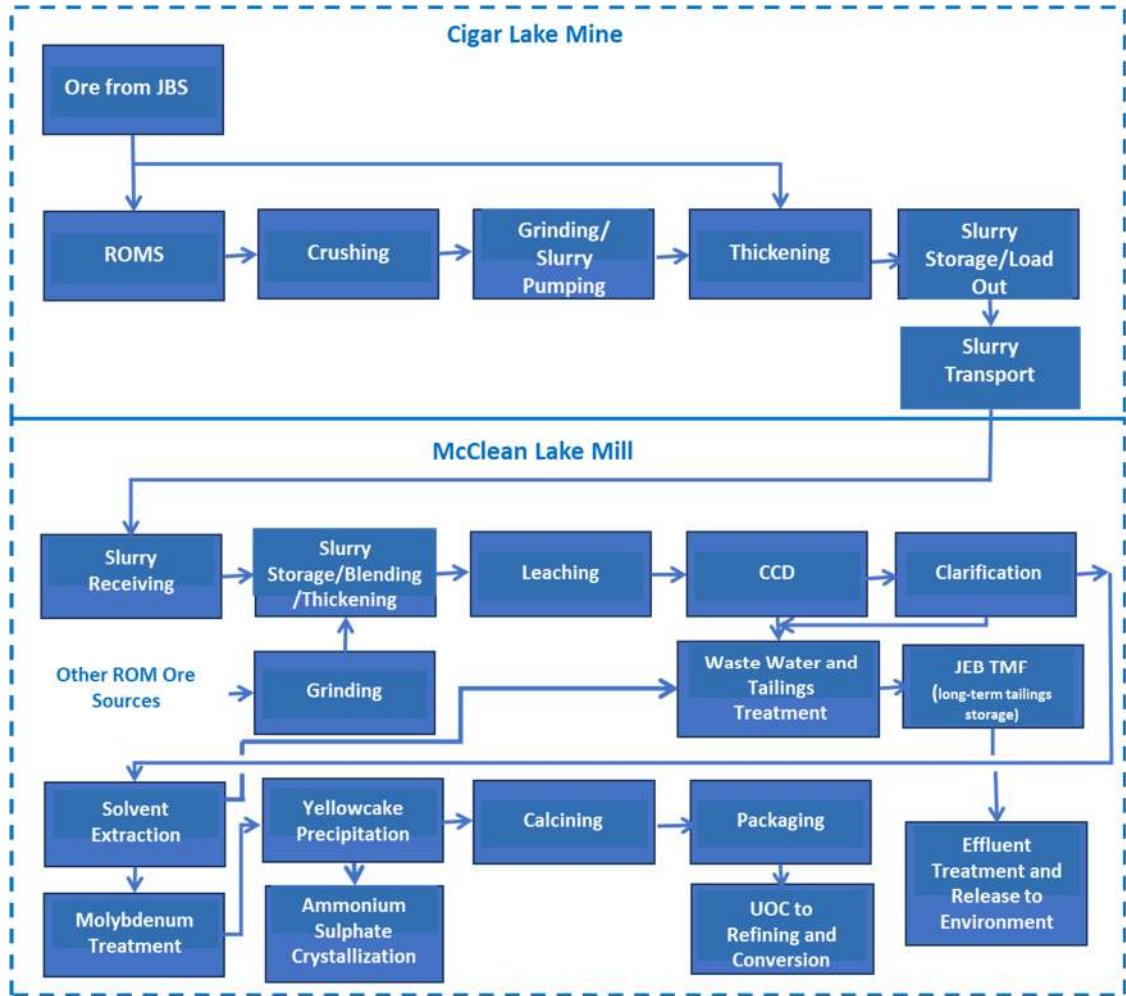 Cigar Lake Mine
Ore from JBS
ROMS
Crushing
Grinding/
Slurry
Pumping
Thickening
Slurry
Storage/Load
Out
Slurry
Transport
McClean Lake Mill
Slurry
Receiving
Slurry
Storage/Blending
/Thickening
Leaching
CCD
Clarification
Other ROM Ore
Sources
Grinding
Waste Water and
Tailings
Treatment
JEB TMF
(long-term tailings
storage)
Solvent
Extraction
Yellowcake
Precipitation
Calcining
Packaging
Effluent
Treatment and
Release to
Environment
Molybdenum
Treatment
Ammonium
Sulphate
Crystallization
UOC to
Refining and
Conversion